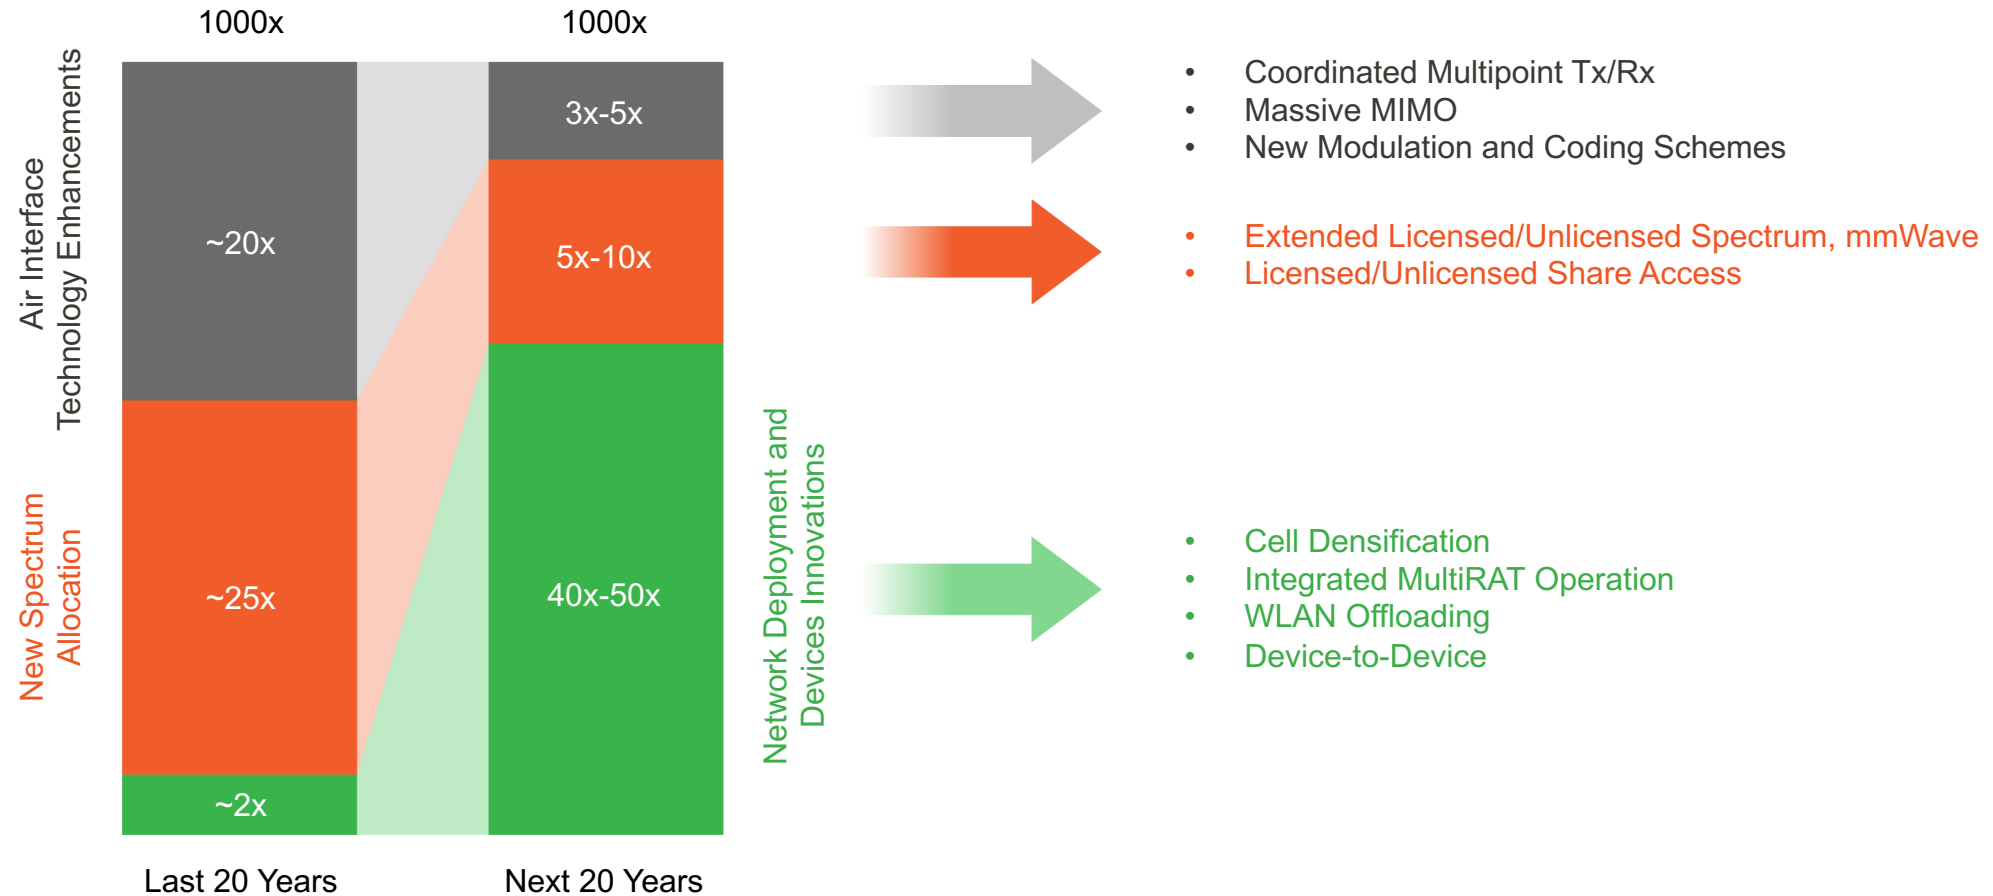 1000x
1000x
Air Interface
Technology Enhancements
New Spectrum
Allocation
~20x
~25x
~2x
3x-5x
5x-10x
40x-50x
Last 20 Years
Next 20 Years
Network Deployment and
Devices Innovations
• Coordinated Multipoint Tx/Rx
• Massive MIMO
• New Modulation and Coding Schemes
• Extended Licensed/Unlicensed Spectrum, mmWave
• Licensed/Unlicensed Share Access
• Cell Densification
• Integrated MultiRAT Operation
• WLAN Offloading
• Device-to-Device